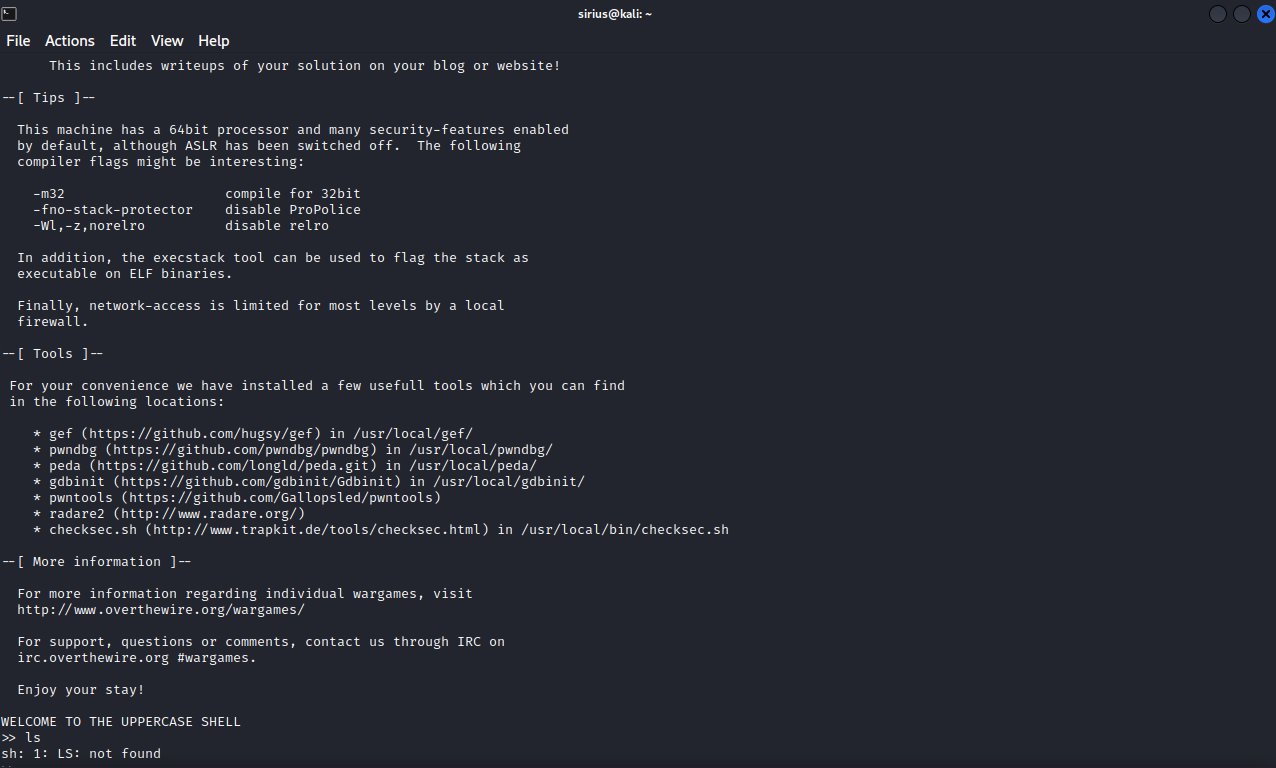 sirius@kali: ~
File Actions Edit View Help
This includes writeups of your solution on your blog or website!
--[ Tips ]--
This machine has a 64bit processor and many security-features enabled
by default, although ASLR has been switched off. The following
compiler flags might be interesting:
-m32 compile for 32bit
-fno-stack-protector disable ProPolice
-Wl,-z,norelro disable relro
In addition, the execstack tool can be used to flag the stack as
executable on ELF binaries.
Finally, network-access is limited for most levels by a local
firewall.
--[ Tools ]--
For your convenience we have installed a few usefull tools which you can find
in the following locations:
* gef (https://github.com/hugsy/gef) in /usr/local/gef/
* pwndbg (https://github.com/pwndbg/pwndbg) in /usr/local/pwndbg/
* peda (https://github.com/longld/peda.git) in /usr/local/peda/
* gdbinit (https://github.com/gdbinit/Gdbinit) in /usr/local/gdbinit/
* pwntools (https://github.com/Gallopsled/pwntools)
* radare2 (http://www.radare.org/)
* checksec.sh (http://www.trapkit.de/tools/checksec.html) in /usr/local/bin/checksec.sh
--[ More information ]--
For more information regarding individual wargames, visit
http://www.overthewire.org/wargames/
For support, questions or comments, contact us through IRC on
irc.overthewire.org #wargames.
Enjoy your stay!
WELCOME TO THE UPPERCASE SHELL
>> ls
sh: 1: LS: not found